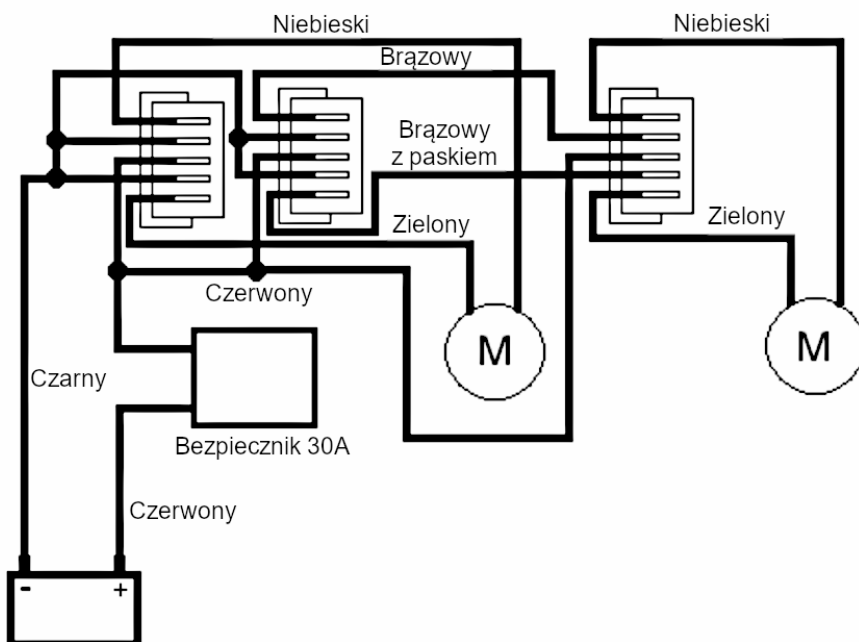 Niebieski
Niebieski
Brązowy
Brązowy
z paskiem
Zielony
Zielony
Czerwony
M
M
Czarny
Bezpiecznik 30A
Czerwony
- +